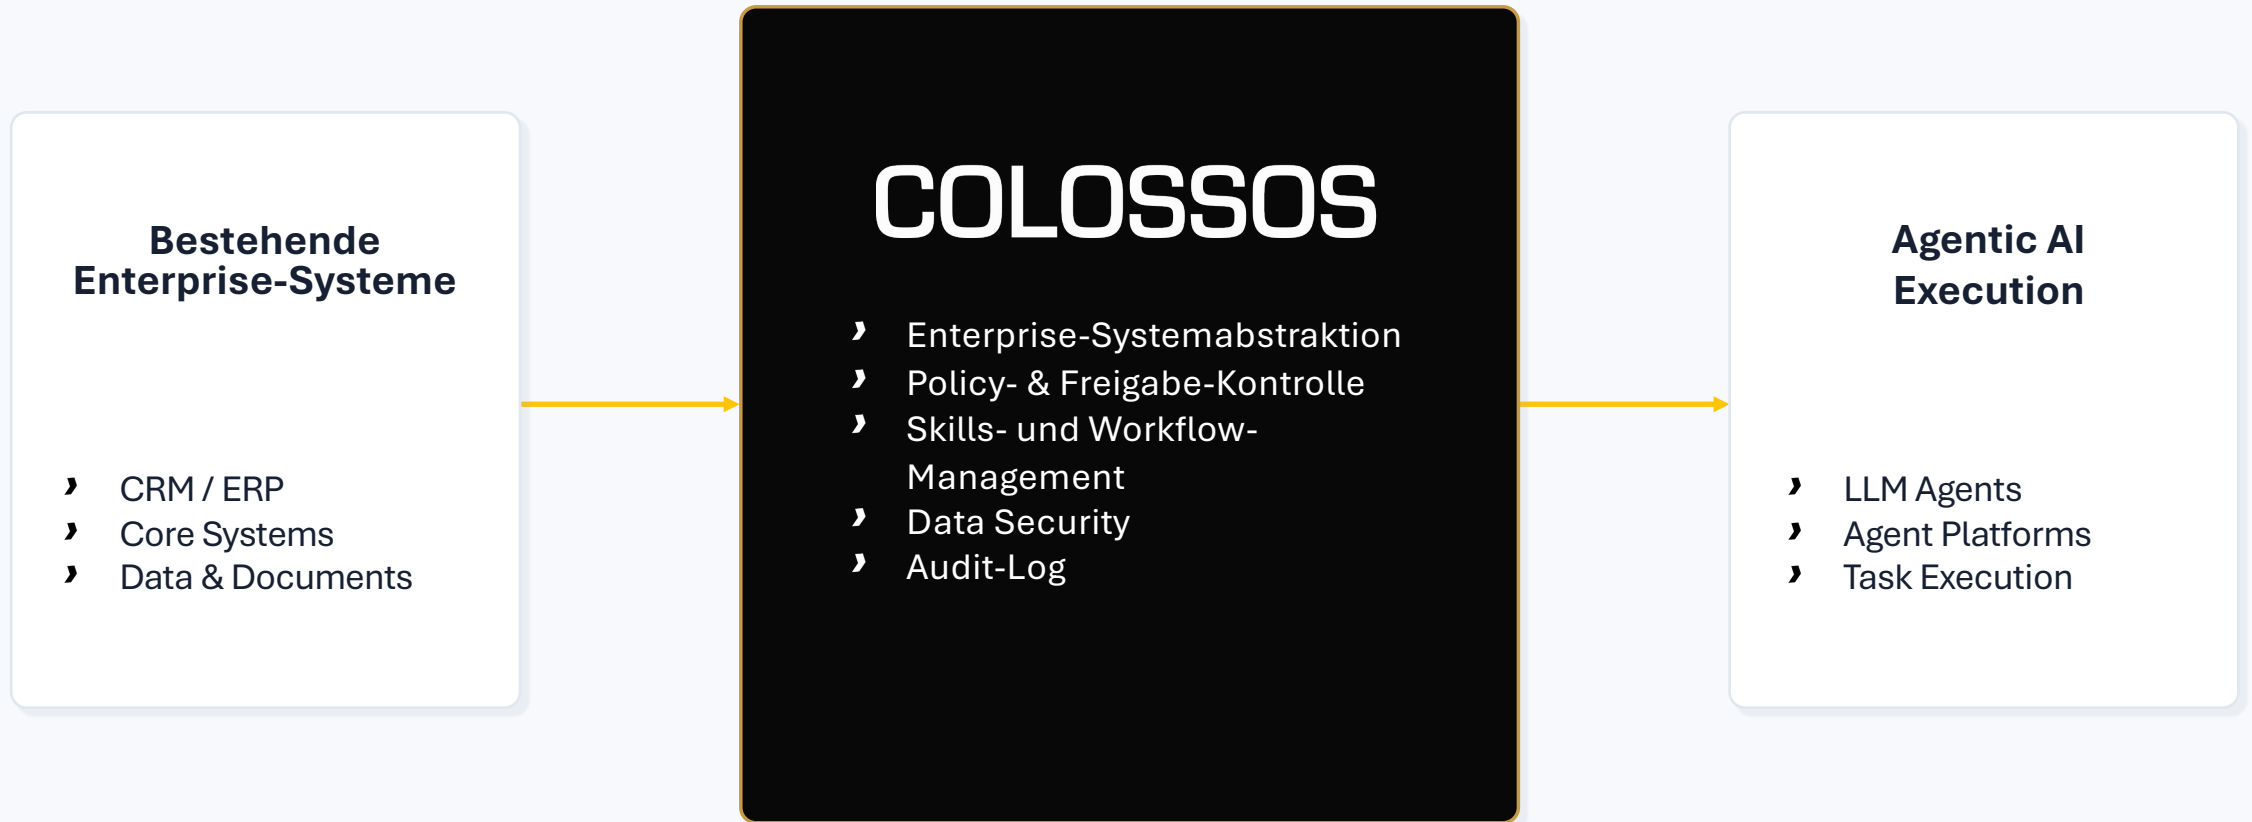 Bestehende
Enterprise-Systeme
CRM / ERP
Core Systems
Data & Documents
COLOSSOS
Enterprise-Systemabstraktion
Policy- & Freigabe-Kontrolle
Skills- und Workflow-
Management
Data Security
Audit-Log
Agentic AI
Execution
LLM Agents
Agent Platforms
Task Execution